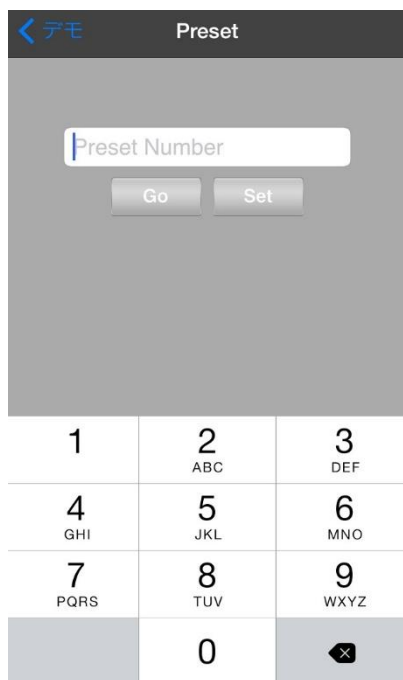 デモ Preset
Preset Number
Go Set
1 2 3
ABC DEF
4 5 6
GHI JKL MNO
7 8 9
PQRS TUV WXYZ
0